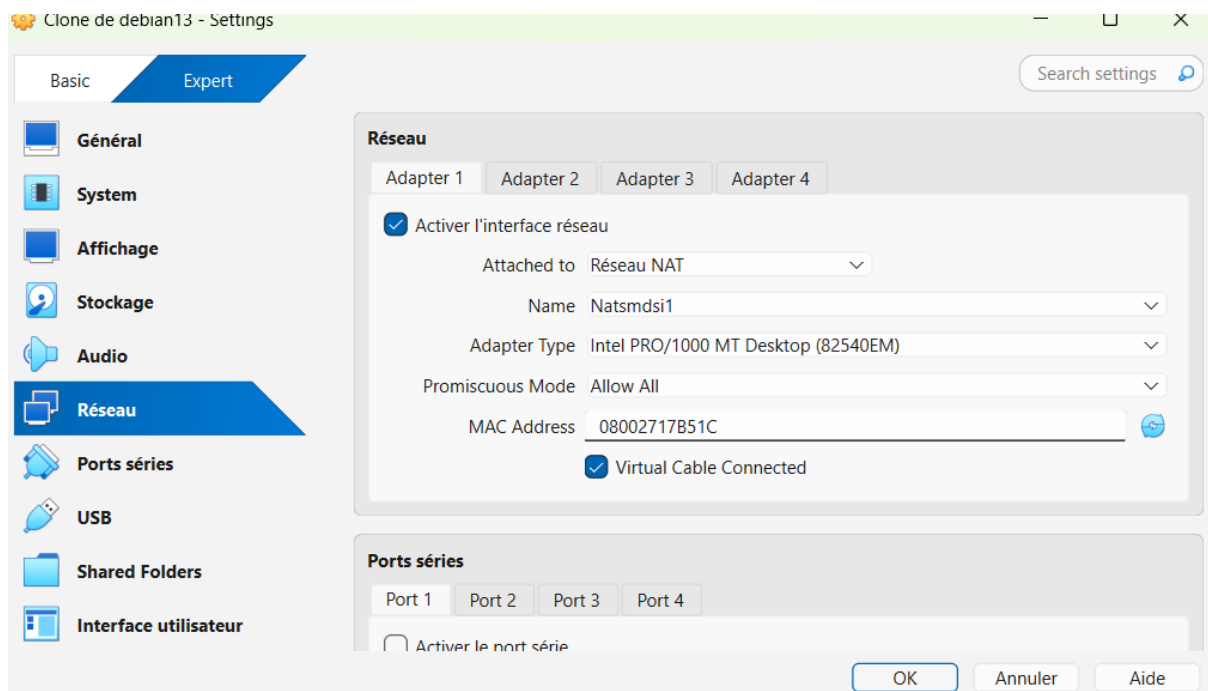 Clone de debian13 - Settings
Basic Expert Search settings
Général
System
Affichage
Stockage
Audio
Réseau
Ports séries
USB
Shared Folders
Interface utilisateur
Réseau
Adapter 1 Adapter 2 Adapter 3 Adapter 4
Activer l'interface réseau
Attached to Réseau NAT
Name Natsmdsi1
Adapter Type Intel PRO/1000 MT Desktop (82540EM)
Promiscuous Mode Allow All
MAC Address 08002717B51C
Virtual Cable Connected
Ports séries
Port 1 Port 2 Port 3 Port 4
Activer le port série
OK Annuler Aide